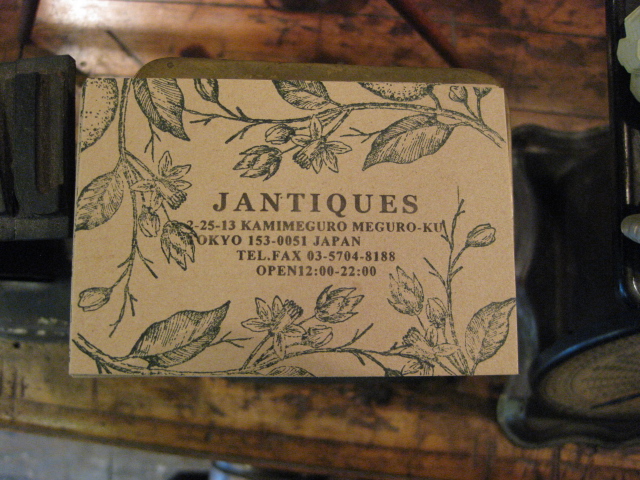 JANTIQUES
2-25-13 KAMIMEGURO MEGURO-KU
TOKYO 153-0051 JAPAN
TEL.FAX 03-5704-8188
OPEN12:00-22:00